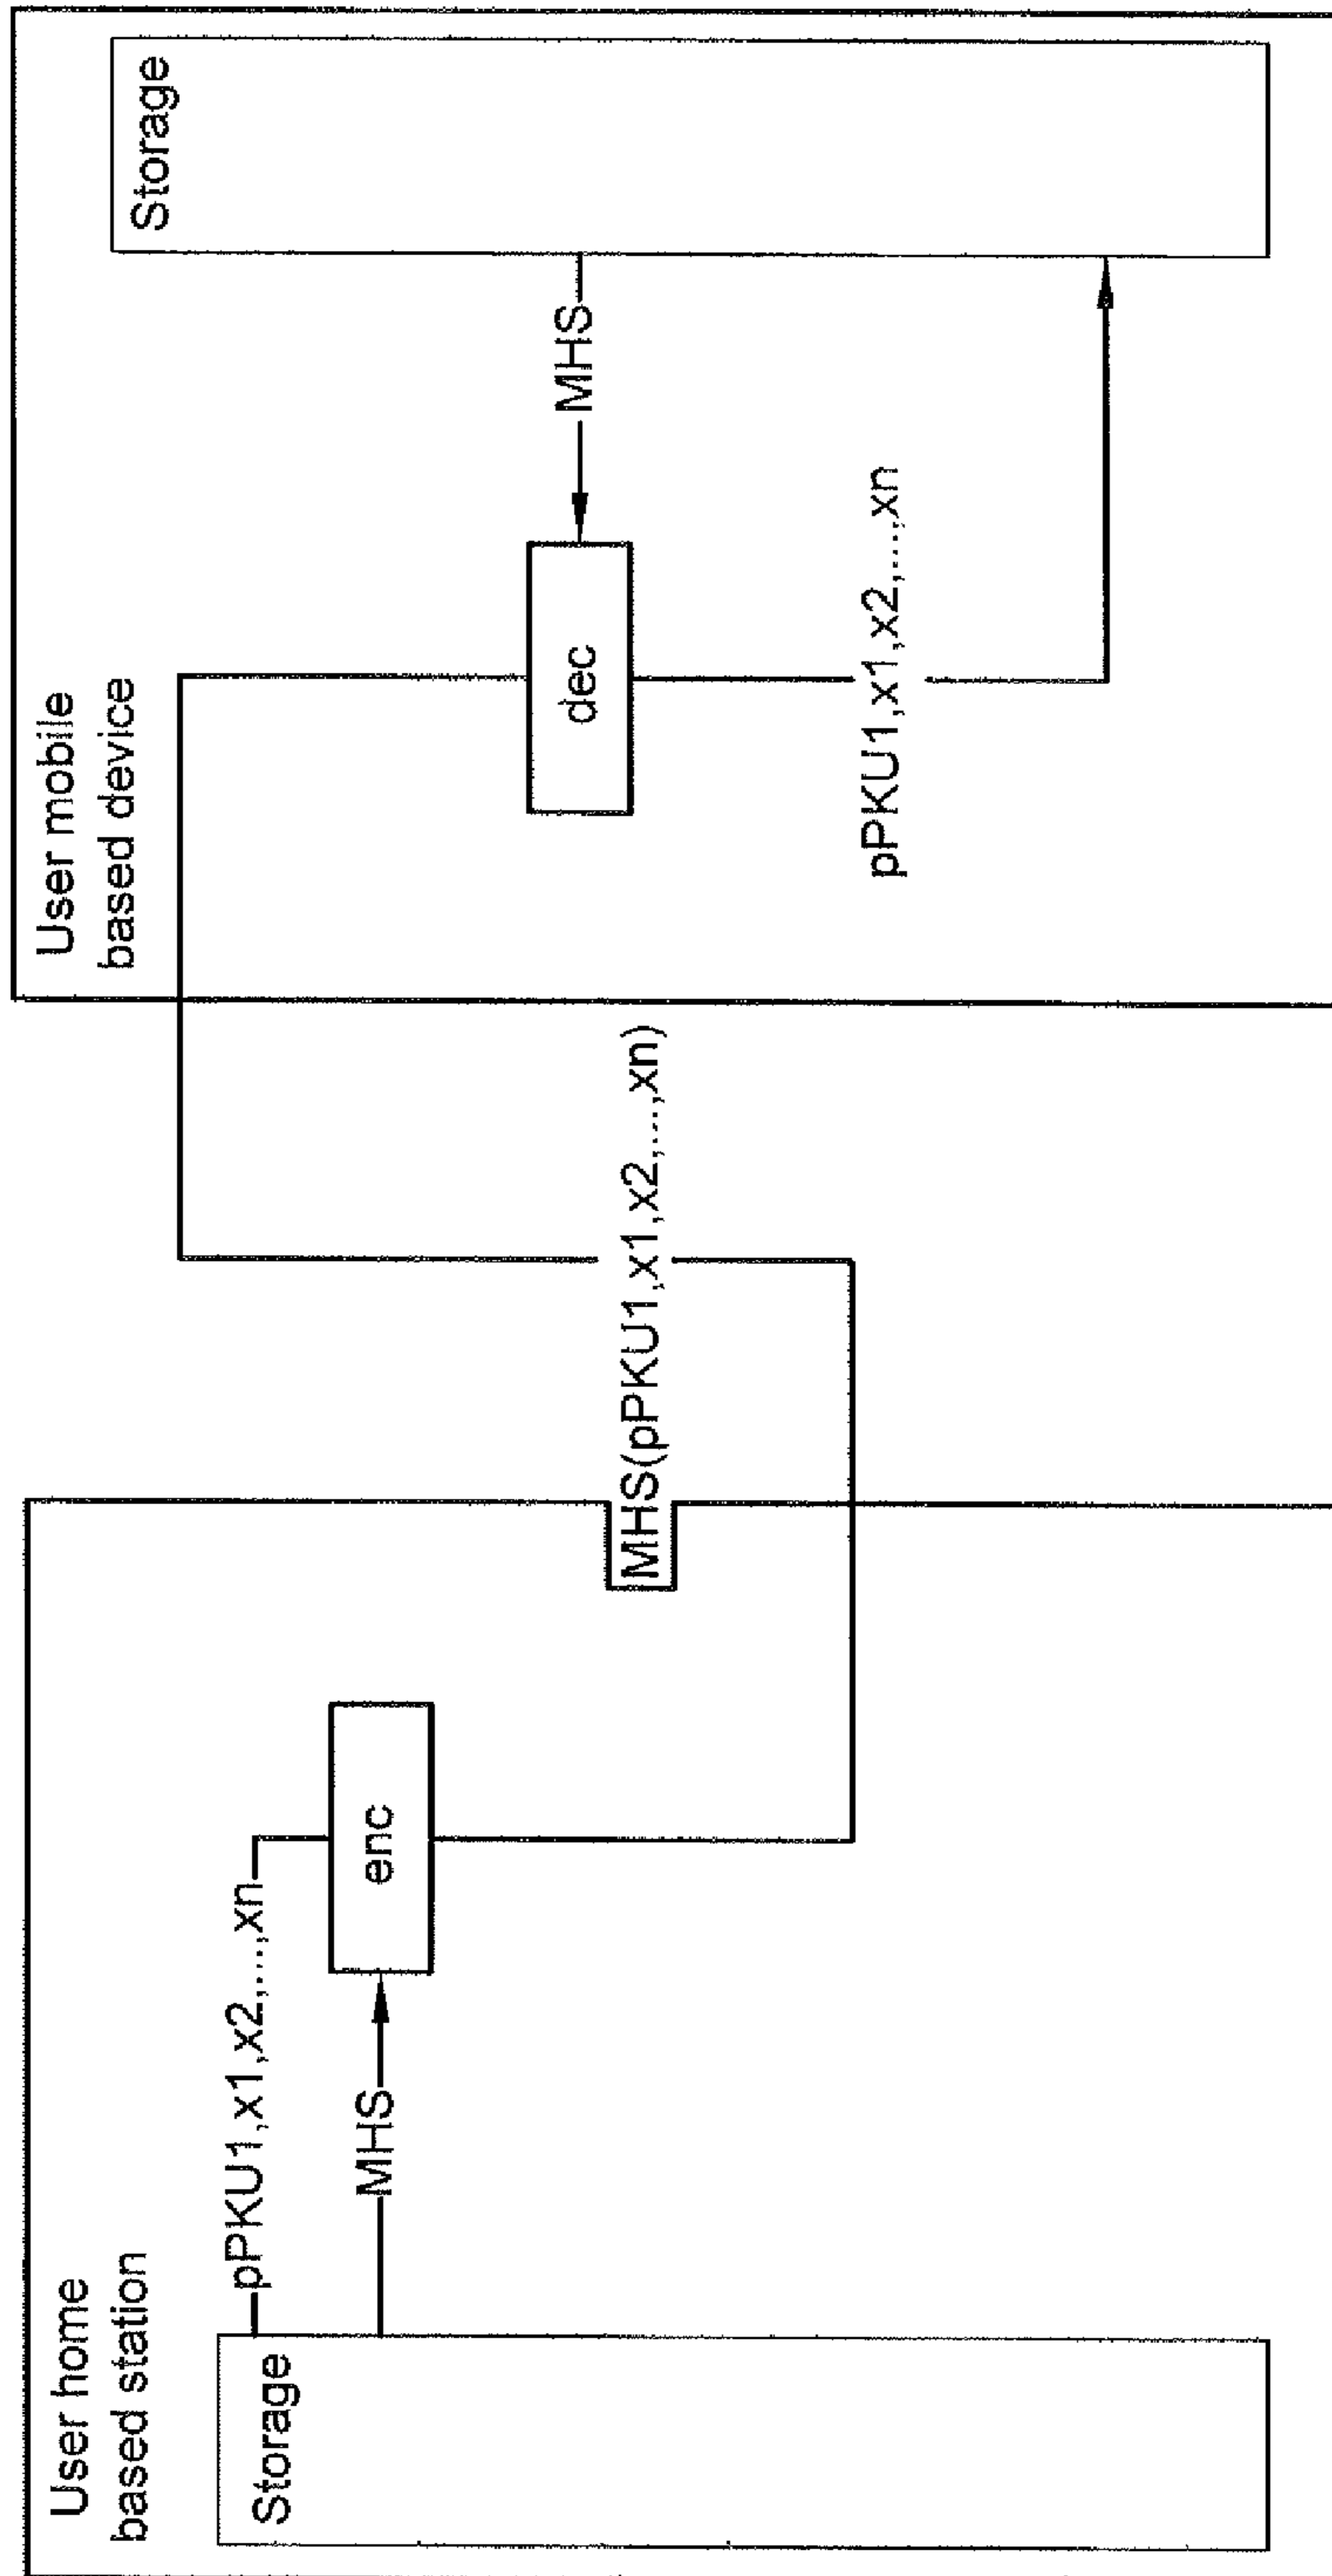 User home
based station
Storage
pPKU1,x1,x2,...,xn
MHS
enc
MHS(pPKU1,x1,x2,...,xn)
User mobile
based device
Storage
MHS
dec
pPKU1,x1,x2,...,xn